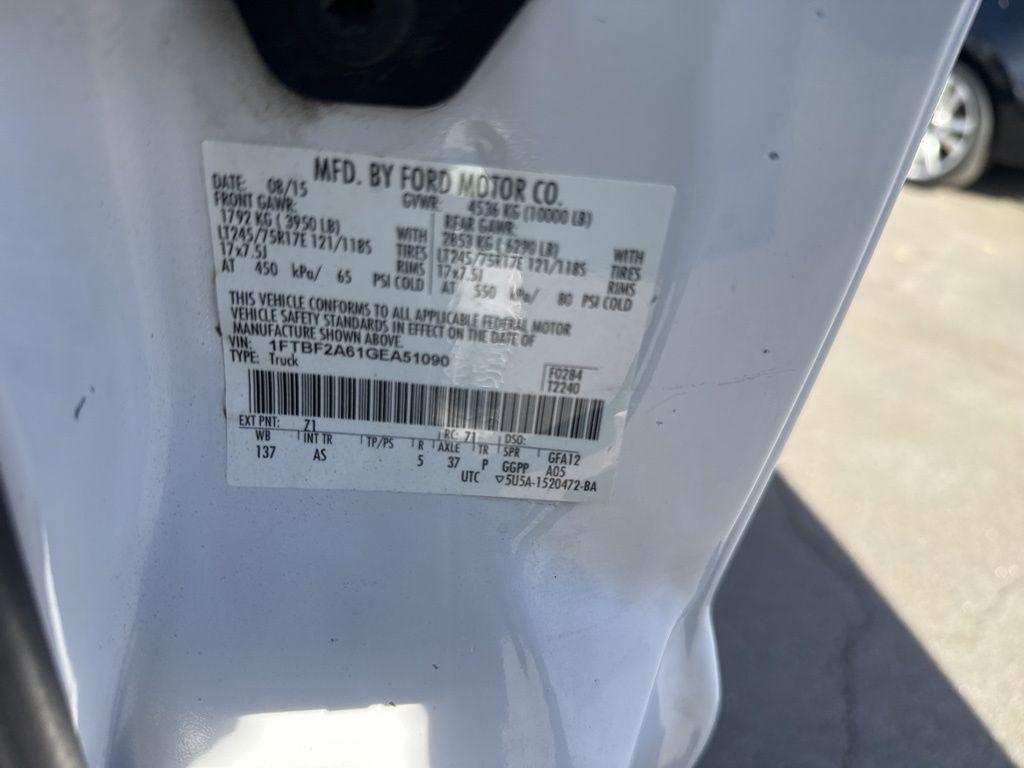 MFD. BY FORD MOTOR CO.
DATE: 08/15 GVWR: 4536 KG (10000 LB)
FRONT GAWR: REAR GAWR:
1792 KG ( 3950 LB) WITH 2853 KG ( 6290 LB) WITH
LT245/75R17E 121/118S TIRES LT245/75R17E 121/118S TIRES
17x7.5J RIMS 17x7.5J RIMS
AT 450 kPa/ 65 PSI COLD AT 550 kPa/ 80 PSI COLD
THIS VEHICLE CONFORMS TO ALL APPLICABLE FEDERAL MOTOR
VEHICLE SAFETY STANDARDS IN EFFECT ON THE DATE OF
MANUFACTURE SHOWN ABOVE.
VIN: 1FTBF2A61GEA51090
TYPE: Truck
F0284
T2240
EXT PNT: Z1 RC: 71 DSO:
WB INT TR TP/PS R AXLE TR SPR GFA12
137 AS 5 37 P GGPP A05
UTC ▽5U5A-1520472-BA